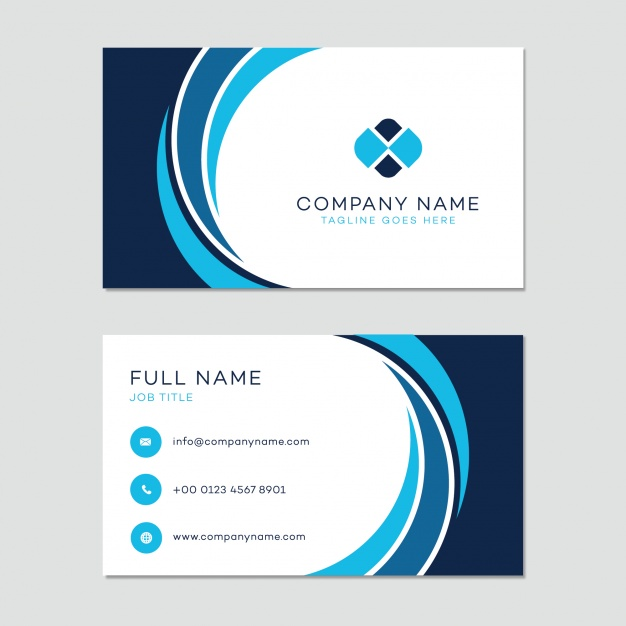 COMPANY NAME
TAGLINE GOES HERE
FULL NAME
JOB TITLE
info@companyname.com
+00 0123 4567 8901
www.companyname.com